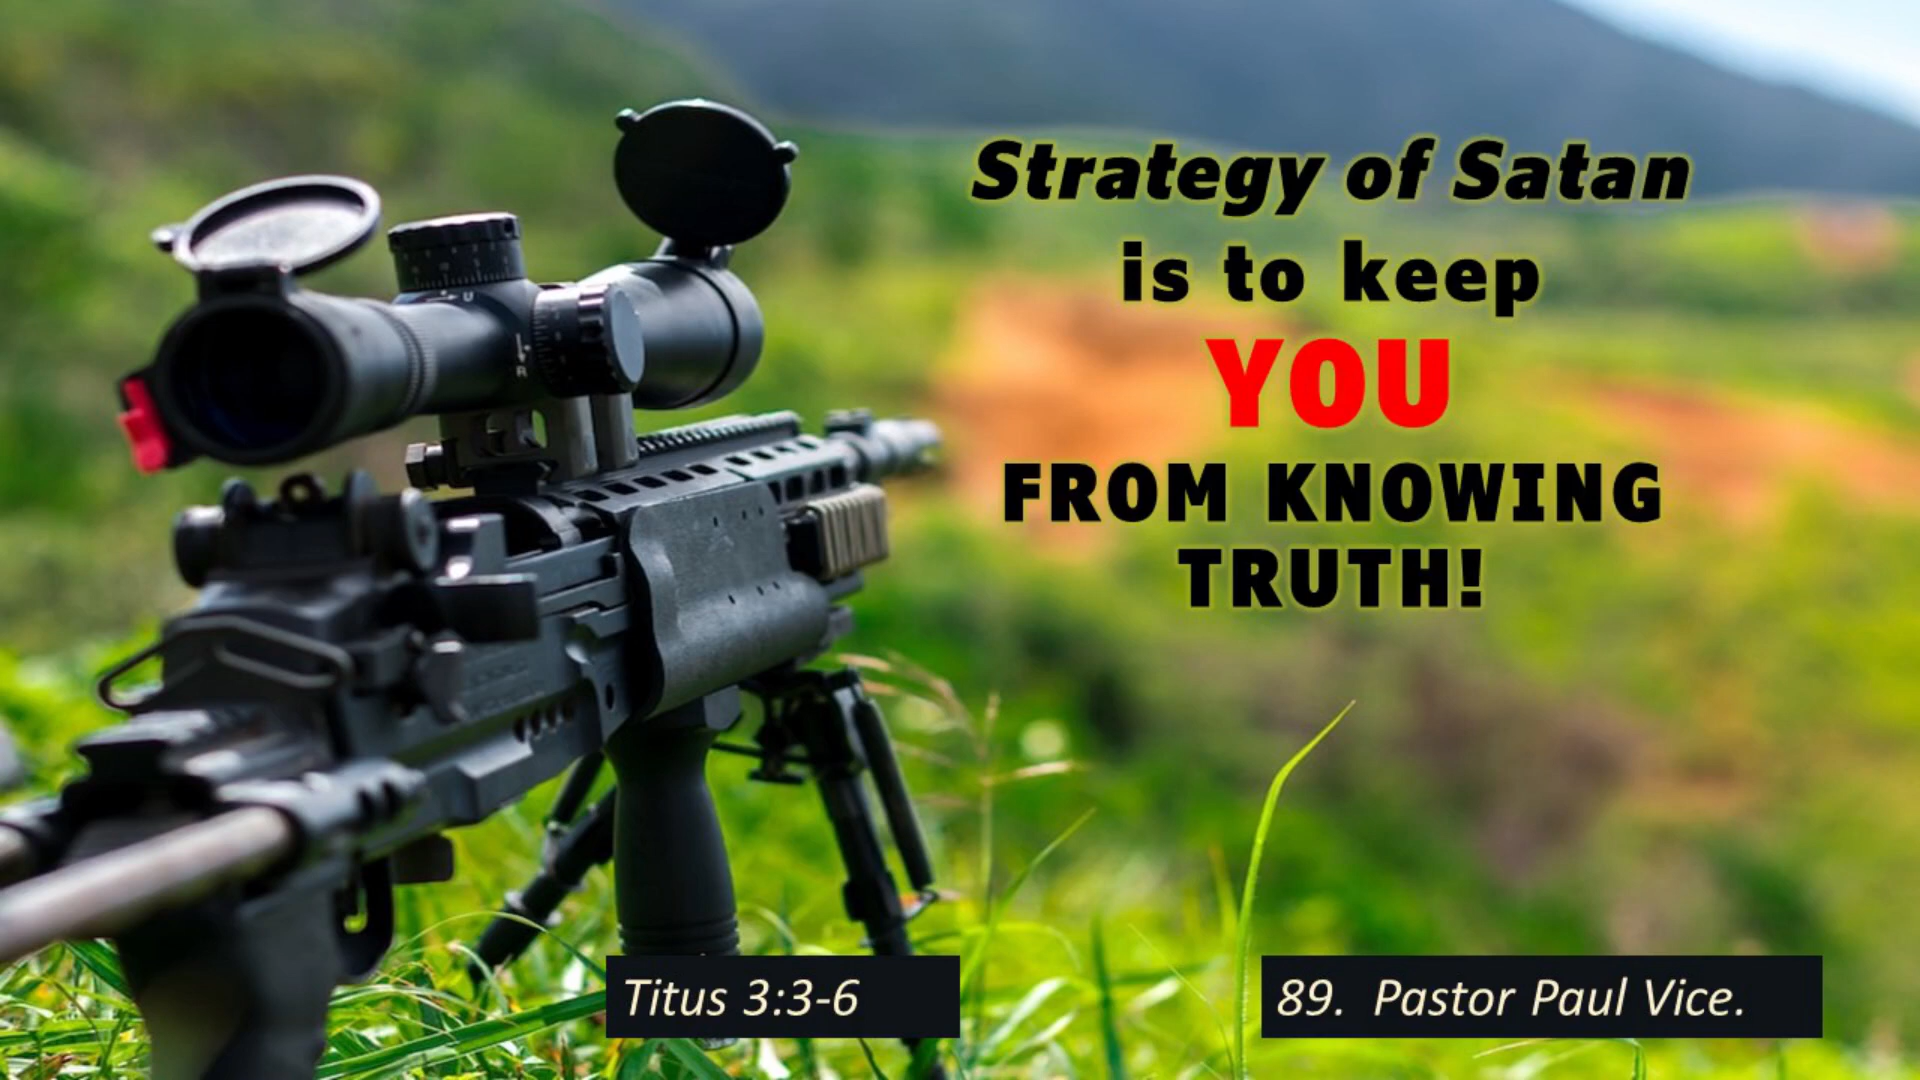 Strategy of Satan
is to keep
YOU
FROM KNOWING
TRUTH!
U
L
R
Titus 3:3-6
89. Pastor Paul Vice.